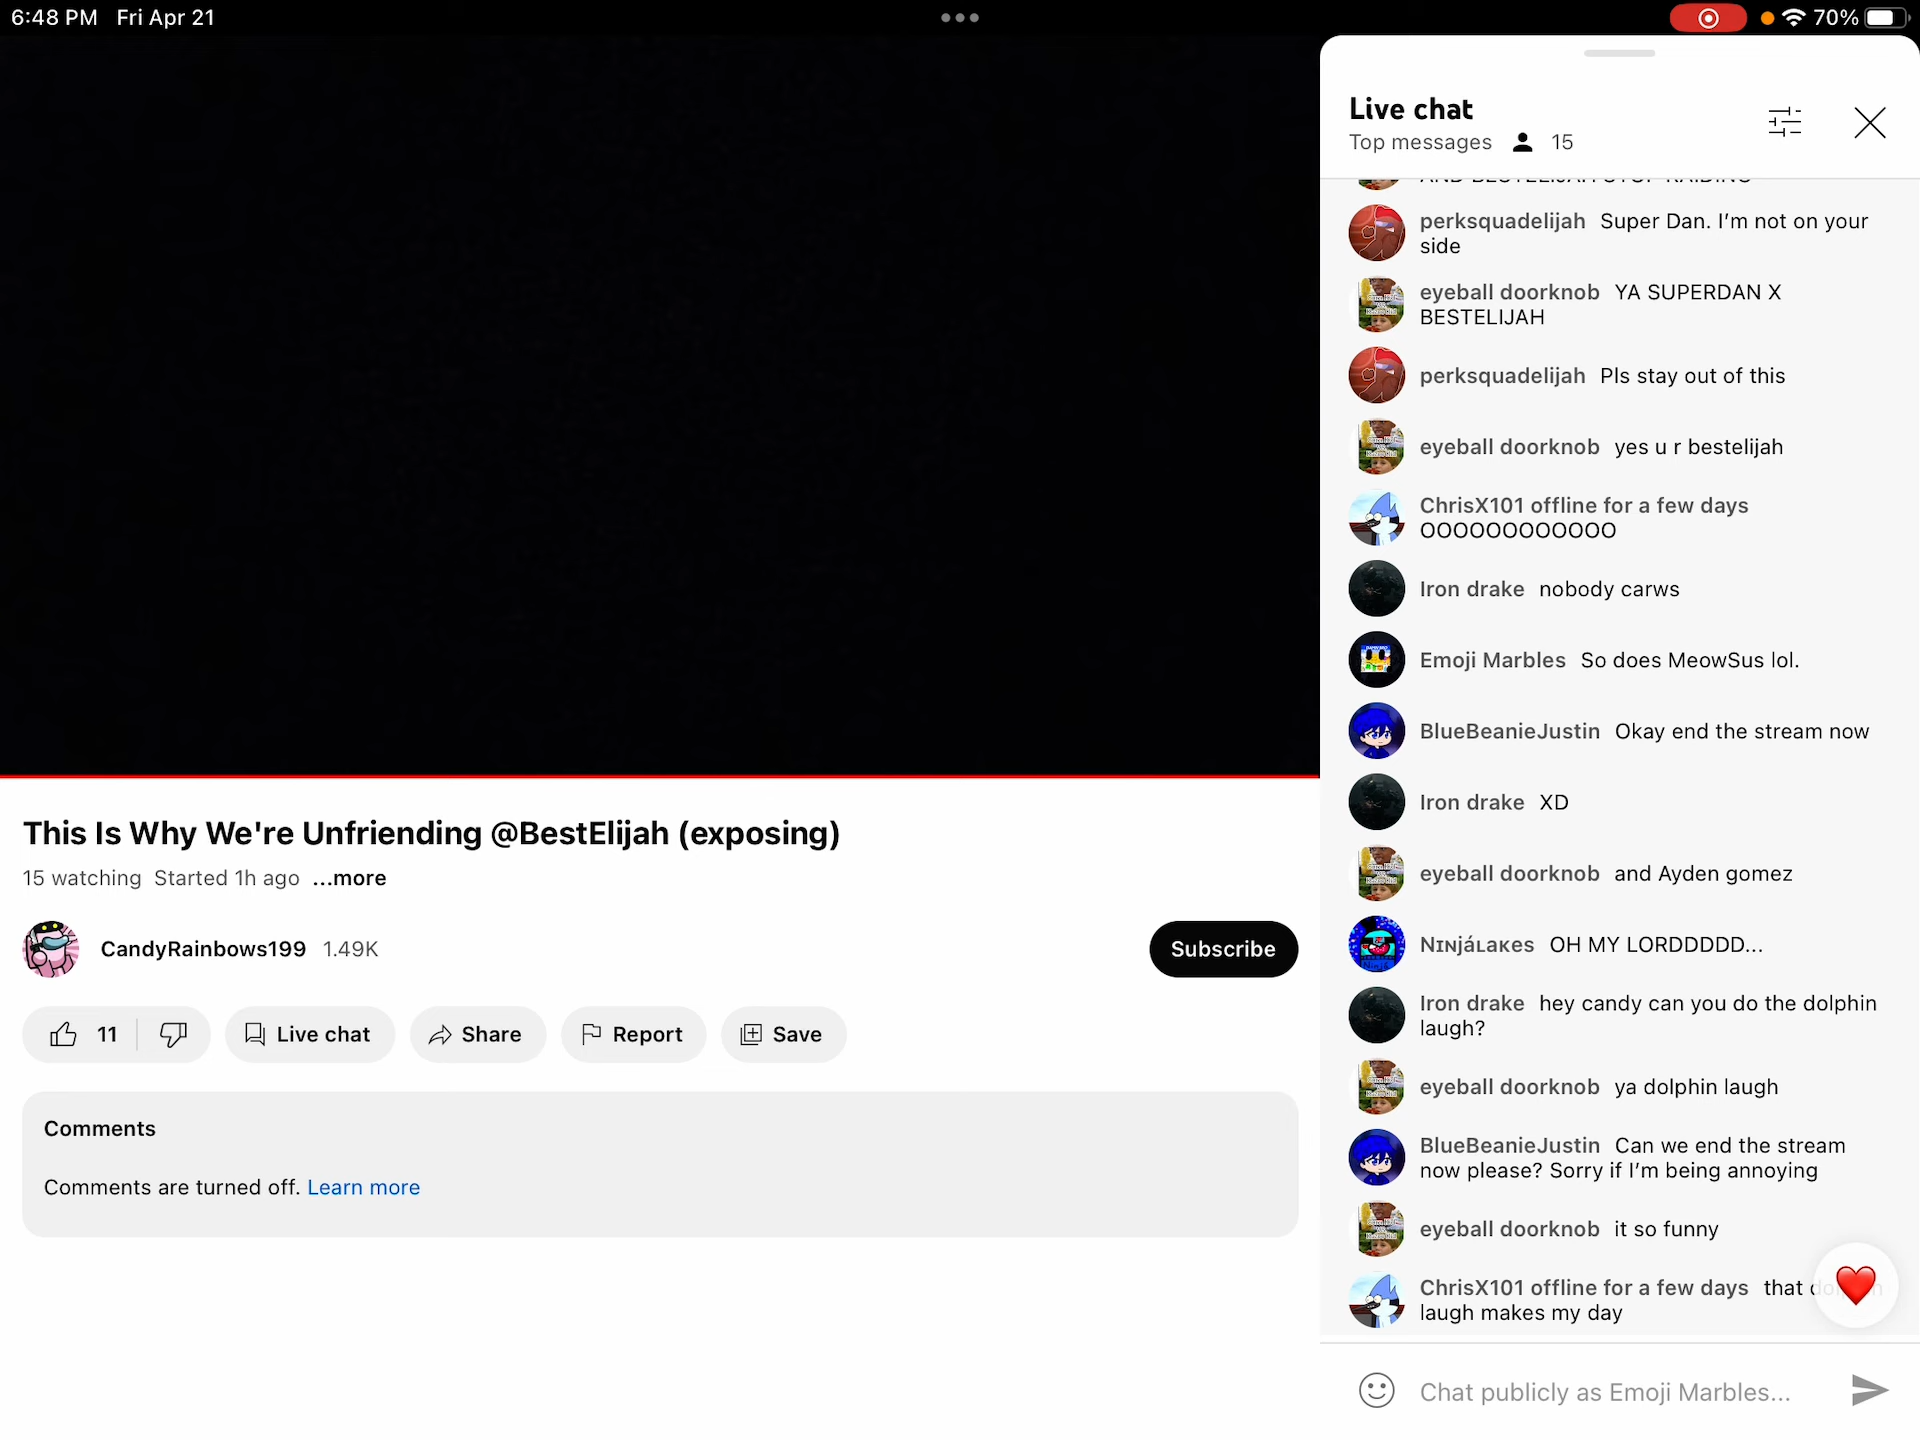 6:48 PM Fri Apr 21
70%
This Is Why We're Unfriending @BestElijah (exposing)
15 watching Started 1h ago ...more
CandyRainbows199 1.49K
Subscribe
11
Live chat
Share
Report
Save
Comments
Comments are turned off. Learn more
Live chat
Top messages 15
AND BESTELIJAH STOP RAIDING
perksquadelijah Super Dan. I'm not on your
side
eyeball doorknob YA SUPERDAN X
BESTELIJAH
perksquadelijah Pls stay out of this
eyeball doorknob yes u r bestelijah
ChrisX101 offline for a few days
OOOOOOOOOOOO
Iron drake nobody carws
Emoji Marbles So does MeowSus lol.
BlueBeanieJustin Okay end the stream now
Iron drake XD
eyeball doorknob and Ayden gomez
NɪɴjáLᴀᴋes OH MY LORDDDDD...
Iron drake hey candy can you do the dolphin
laugh?
eyeball doorknob ya dolphin laugh
BlueBeanieJustin Can we end the stream
now please? Sorry if I'm being annoying
eyeball doorknob it so funny
ChrisX101 offline for a few days that dolphin
laugh makes my day
Chat publicly as Emoji Marbles...